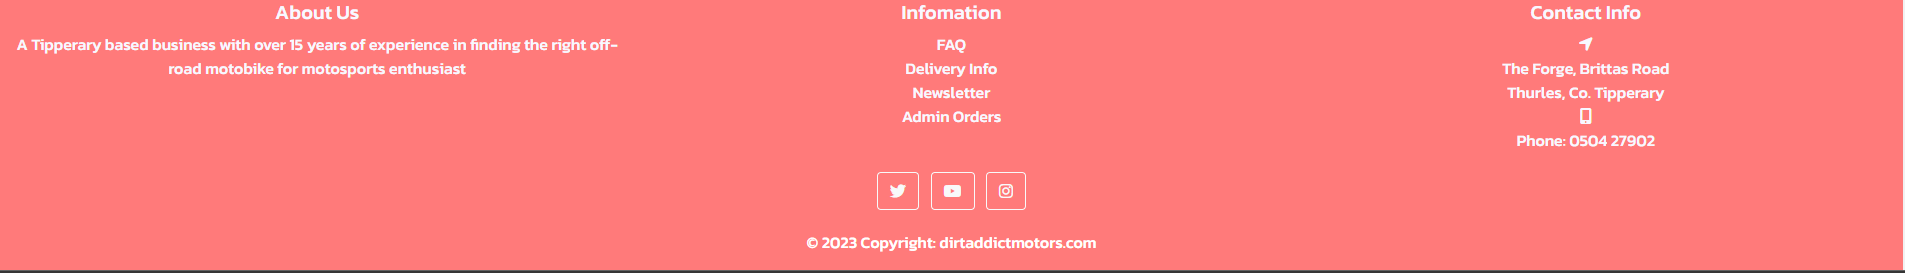 About Us
A Tipperary based business with over 15 years of experience in finding the right off-
road motobike for motosports enthusiast
Infomation
FAQ
Delivery Info
Newsletter
Admin Orders
Contact Info
The Forge, Brittas Road
Thurles, Co. Tipperary
Phone: 0504 27902
© 2023 Copyright: dirtaddictmotors.com